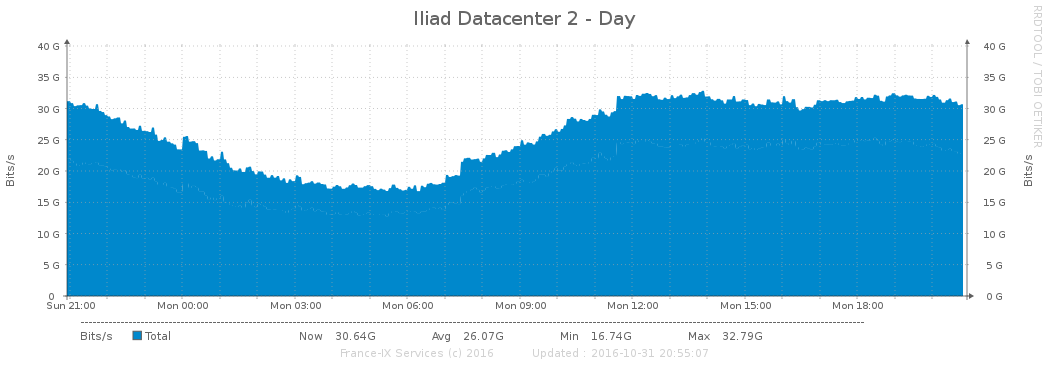 Iliad Datacenter 2 - Day
RRDTOOL / TOBI OETIKER
Bits/s
40 G 40 G
35 G 35 G
30 G 30 G
25 G 25 G
20 G 20 G
15 G 15 G
10 G 10 G
5 G 5 G
0 0 G
Bits/s
Sun 21:00 Mon 00:00 Mon 03:00 Mon 06:00 Mon 09:00 Mon 12:00 Mon 15:00 Mon 18:00
Bits/s Total Now 30.64G Avg 26.07G Min 16.74G Max 32.79G
France-IX Services (c) 2016 Updated : 2016-10-31 20:55:07